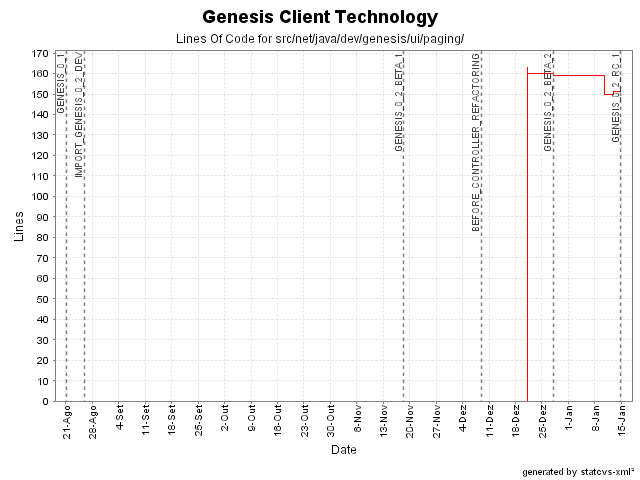 Genesis Client Technology
Lines Of Code for src/net/java/dev/genesis/ui/paging/
170
160
150
140
130
120
110
100
90
80
70
60
50
40
30
20
10
0
Lines
GENESIS_0_1
IMPORT_GENESIS_0_2_DEV
GENESIS_0_2_BETA_1
BEFORE_CONTROLLER_REFACTORING
GENESIS_0_2_BETA_2
GENESIS_0_2_RC_1
21-Ago
28-Ago
4-Set
11-Set
18-Set
25-Set
2-Out
9-Out
16-Out
23-Out
30-Out
6-Nov
13-Nov
20-Nov
27-Nov
4-Dez
11-Dez
18-Dez
25-Dez
1-Jan
8-Jan
15-Jan
Date
generated by statcvs-xml²